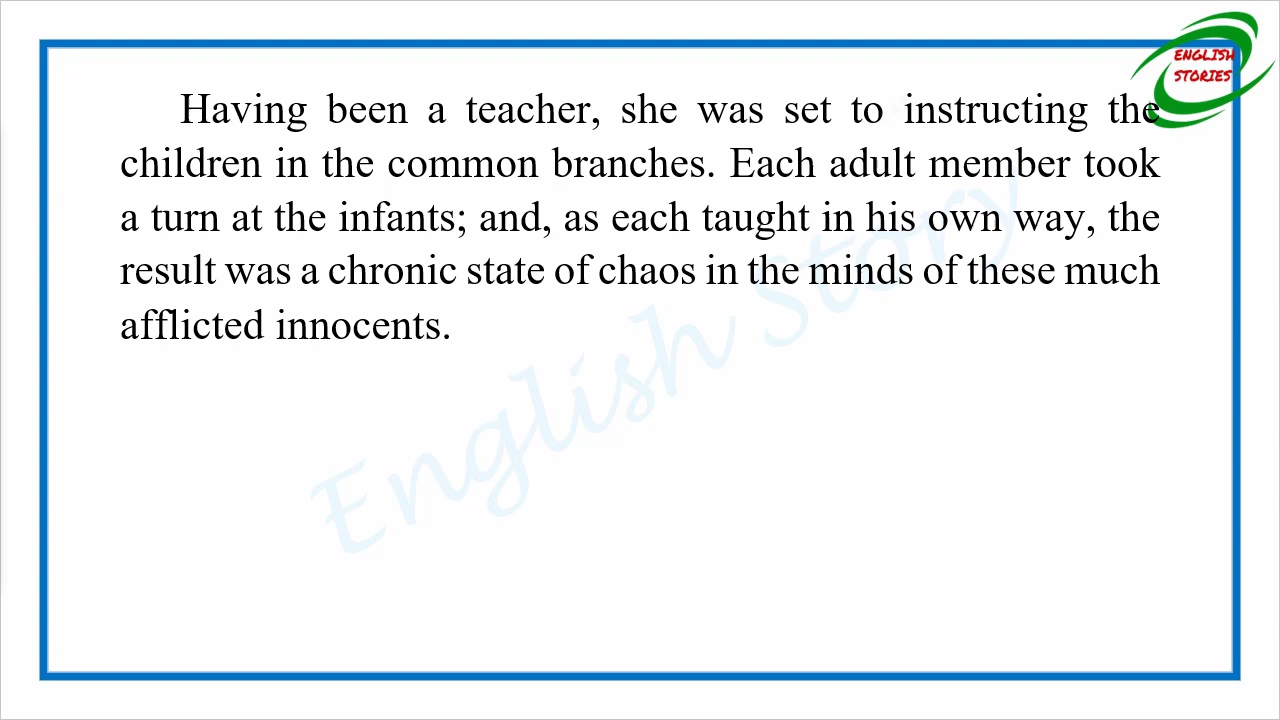 ENGLISH
STORIES
Having been a teacher, she was set to instructing the
children in the common branches. Each adult member took
a turn at the infants; and, as each taught in his own way, the
result was a chronic state of chaos in the minds of these much
afflicted innocents.
English Story